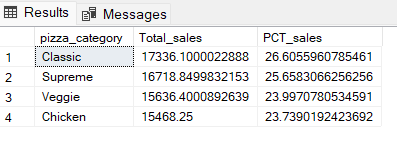 Results Messages
pizza_category Total_sales PCT_sales
1 Classic 17336.1000022888 26.6055960785461
2 Supreme 16718.8499832153 25.6583066256256
3 Veggie 15636.4000892639 23.9970780534591
4 Chicken 15468.25 23.7390192423692